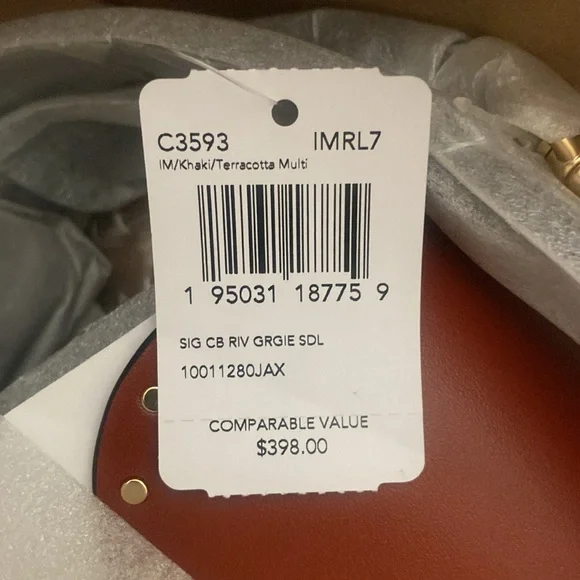 C3593 IMRL7
IM/Khaki/Terracotta Multi
1 95031 18775 9
SIG CB RIV GRGIE SDL
10011280JAX
COMPARABLE VALUE
$398.00